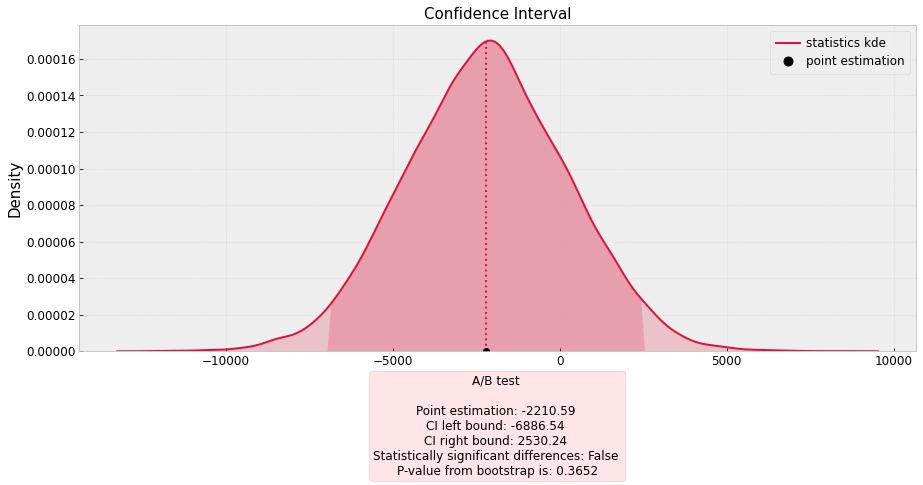 Confidence Interval
statistics kde
point estimation
Density
0.00016
0.00014
0.00012
0.00010
0.00008
0.00006
0.00004
0.00002
0.00000
−10000
−5000
0
5000
10000
A/B test
Point estimation: -2210.59
CI left bound: -6886.54
CI right bound: 2530.24
Statistically significant differences: False
P-value from bootstrap is: 0.3652